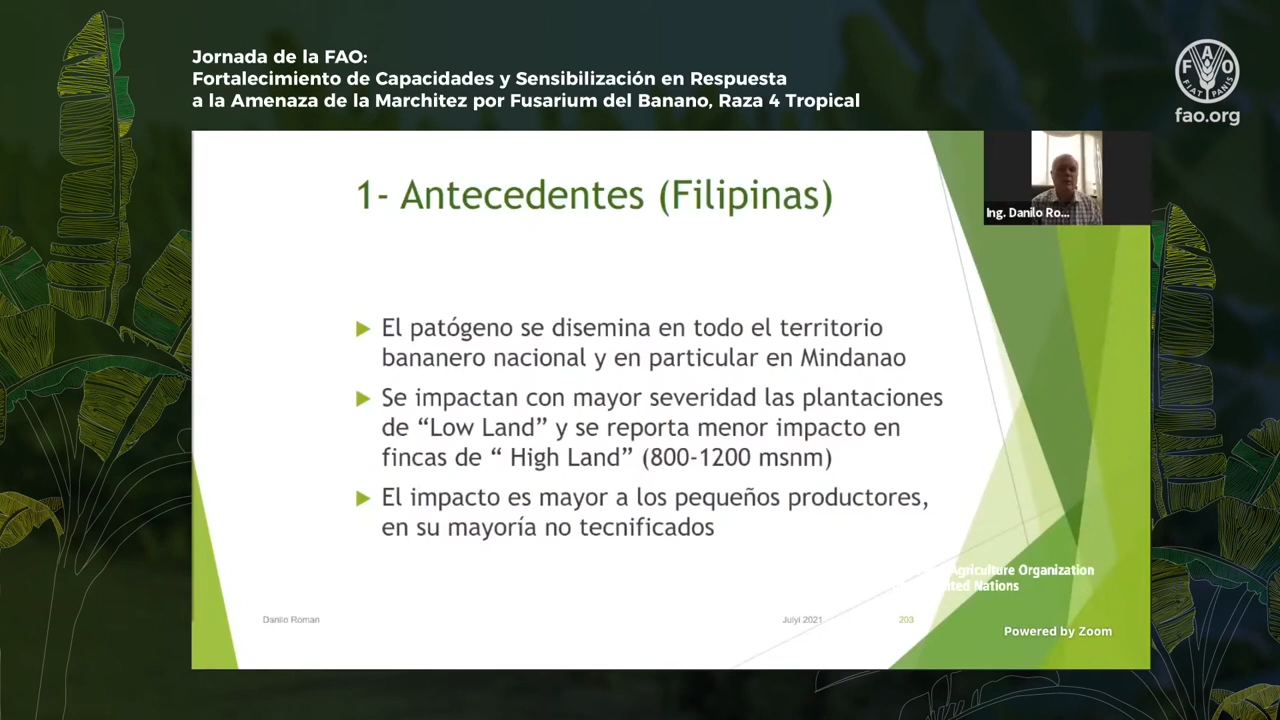 Jornada de la FAO:
Fortalecimiento de Capacidades y Sensibilización en Respuesta
a la Amenaza de la Marchitez por Fusarium del Banano, Raza 4 Tropical
FAO
FIAT PANIS
fao.org
1- Antecedentes (Filipinas)
Ing. Danilo Ro...
El patógeno se disemina en todo el territorio
bananero nacional y en particular en Mindanao
Se impactan con mayor severidad las plantaciones
de “Low Land” y se reporta menor impacto en
fincas de “ High Land” (800-1200 msnm)
El impacto es mayor a los pequeños productores,
en su mayoría no tecnificados
Agriculture Organization
Nations
Danilo Roman
Julyi 2021
203
Powered by Zoom